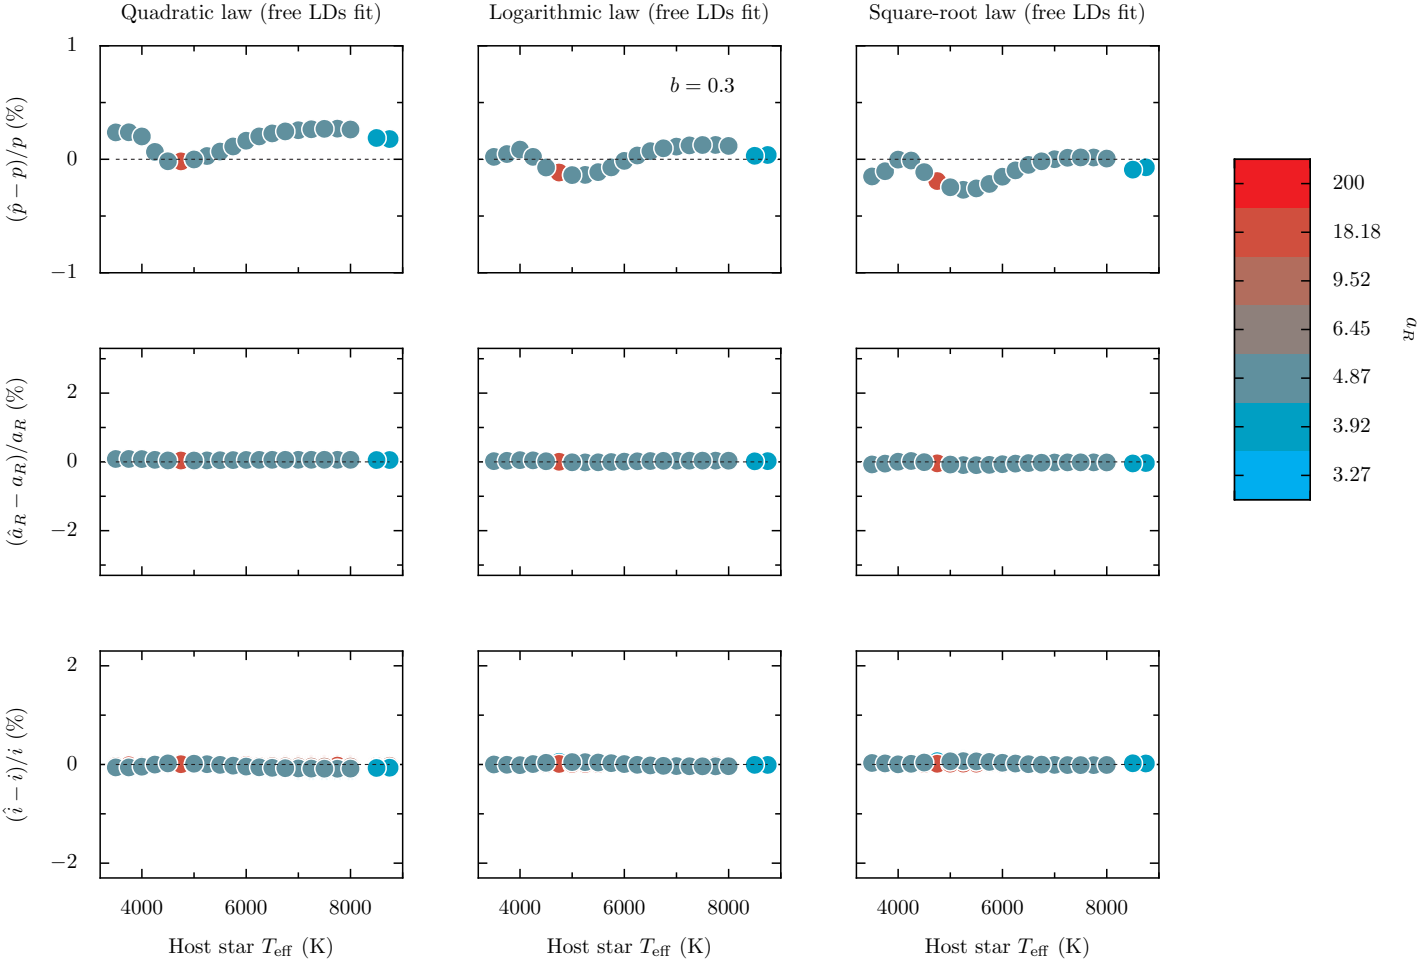 Quadratic law (free LDs fit) Logarithmic law (free LDs fit) Square-root law (free LDs fit)
(p̂ − p)/p (%)
1
0
−1
b = 0.3
(â_R − a_R)/a_R (%)
2
0
−2
(î − i)/i (%)
2
0
−2
4000 6000 8000 4000 6000 8000 4000 6000 8000
Host star T_eff (K) Host star T_eff (K) Host star T_eff (K)
200
18.18
9.52
6.45
4.87
3.92
3.27
a_R